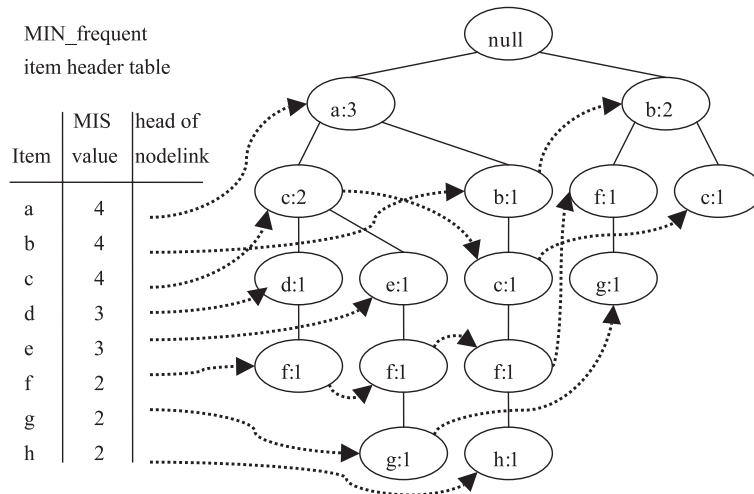 MIN_frequent
item header table
null
a:3
b:2
MIS
head of
Item
value
nodelink
c:2
b:1
f:1
c:1
a 4
b 4
c 4
d 3
e 3
f 2
g 2
h 2
d:1
e:1
c:1
g:1
f:1
f:1
f:1
g:1
h:1